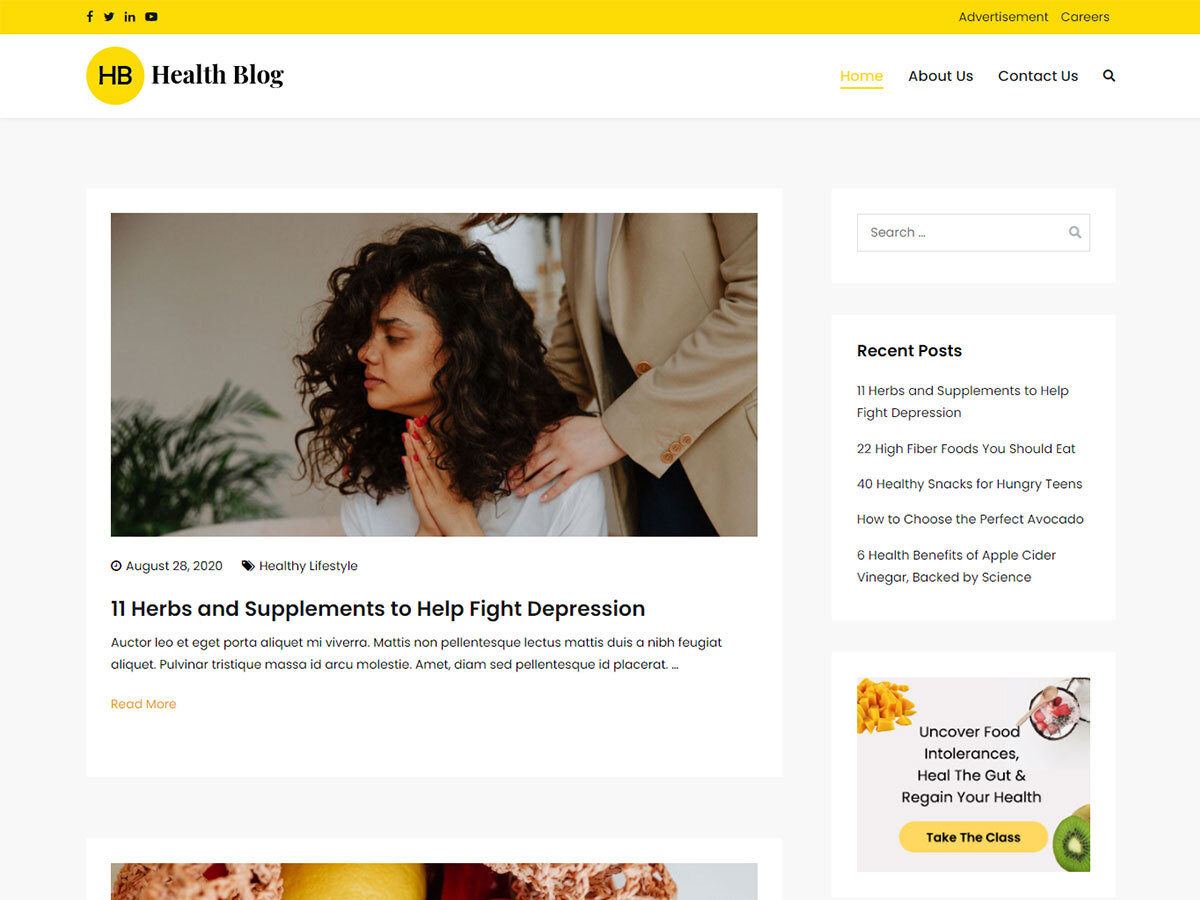 Advertisement Careers
HB Health Blog
Home About Us Contact Us
August 28, 2020 Healthy Lifestyle
11 Herbs and Supplements to Help Fight Depression
Auctor leo et eget porta aliquet mi viverra. Mattis non pellentesque lectus mattis duis a nibh feugiat
aliquet. Pulvinar tristique massa id arcu molestie. Amet, diam sed pellentesque id placerat. ...
Read More
Search ...
Recent Posts
11 Herbs and Supplements to Help
Fight Depression
22 High Fiber Foods You Should Eat
40 Healthy Snacks for Hungry Teens
How to Choose the Perfect Avocado
6 Health Benefits of Apple Cider
Vinegar, Backed by Science
Uncover Food
Intolerances,
Heal The Gut &
Regain Your Health
Take The Class